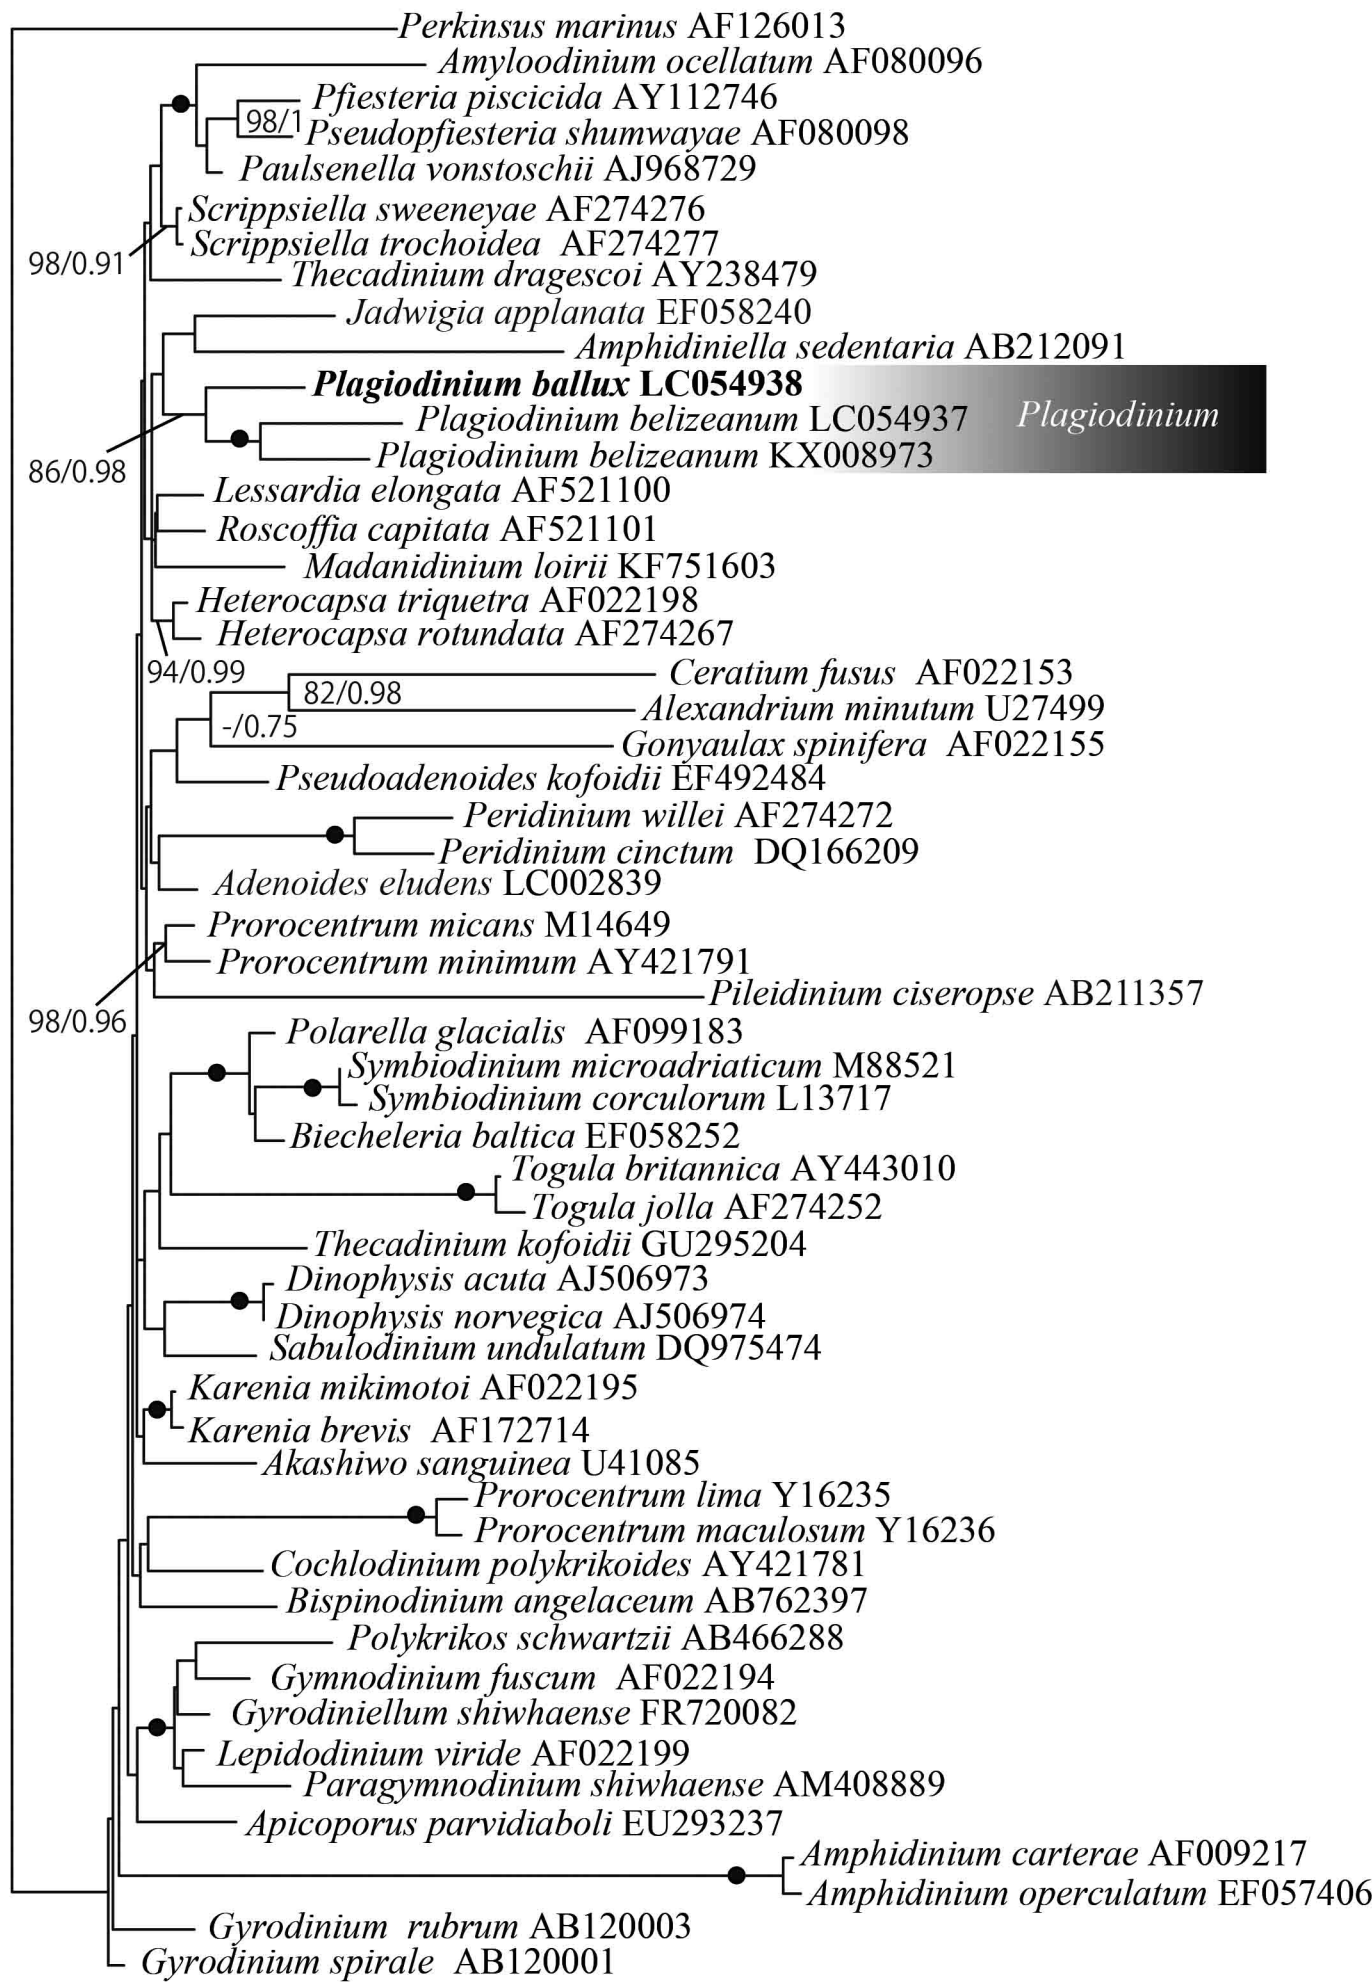 Perkinsus marinus AF126013
Amyloodinium ocellatum AF080096
Pfiesteria piscicida AY112746
98/1
Pseudopfiesteria shumwayae AF080098
Paulsenella vonstoschii AJ968729
Scrippsiella sweeneyae AF274276
Scrippsiella trochoidea AF274277
98/0.91
Thecadinium dragescoi AY238479
Jadwigia applanata EF058240
Amphidiniella sedentaria AB212091
Plagiodinium ballux LC054938
Plagiodinium belizeanum LC054937
Plagiodinium
Plagiodinium belizeanum KX008973
86/0.98
Lessardia elongata AF521100
Roscoffia capitata AF521101
Madanidinium loirii KF751603
Heterocapsa triquetra AF022198
Heterocapsa rotundata AF274267
94/0.99
Ceratium fusus AF022153
82/0.98
Alexandrium minutum U27499
-/0.75
Gonyaulax spinifera AF022155
Pseudoadenoides kofoidii EF492484
Peridinium willei AF274272
Peridinium cinctum DQ166209
Adenoides eludens LC002839
Prorocentrum micans M14649
Prorocentrum minimum AY421791
Pileidinium ciseropse AB211357
98/0.96
Polarella glacialis AF099183
Symbiodinium microadriaticum M88521
Symbiodinium corculorum L13717
Biecheleria baltica EF058252
Togula britannica AY443010
Togula jolla AF274252
Thecadinium kofoidii GU295204
Dinophysis acuta AJ506973
Dinophysis norvegica AJ506974
Sabulodinium undulatum DQ975474
Karenia mikimotoi AF022195
Karenia brevis AF172714
Akashiwo sanguinea U41085
Prorocentrum lima Y16235
Prorocentrum maculosum Y16236
Cochlodinium polykrikoides AY421781
Bispinodinium angelaceum AB762397
Polykrikos schwartzii AB466288
Gymnodinium fuscum AF022194
Gyrodiniellum shiwhaense FR720082
Lepidodinium viride AF022199
Paragymnodinium shiwhaense AM408889
Apicoporus parvidiaboli EU293237
Amphidinium carterae AF009217
Amphidinium operculatum EF057406
Gyrodinium rubrum AB120003
Gyrodinium spirale AB120001